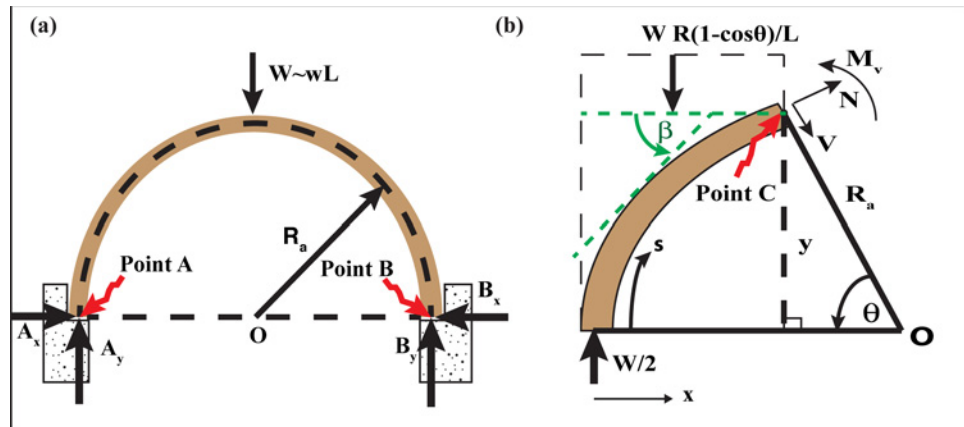 (a)
W~wL
R_a
Point A
Point B
A_x
A_y
O
B_x
B_y
(b)
W R(1-cosθ)/L
M_v
N
V
β
Point C
R_a
s
y
θ
O
W/2
x